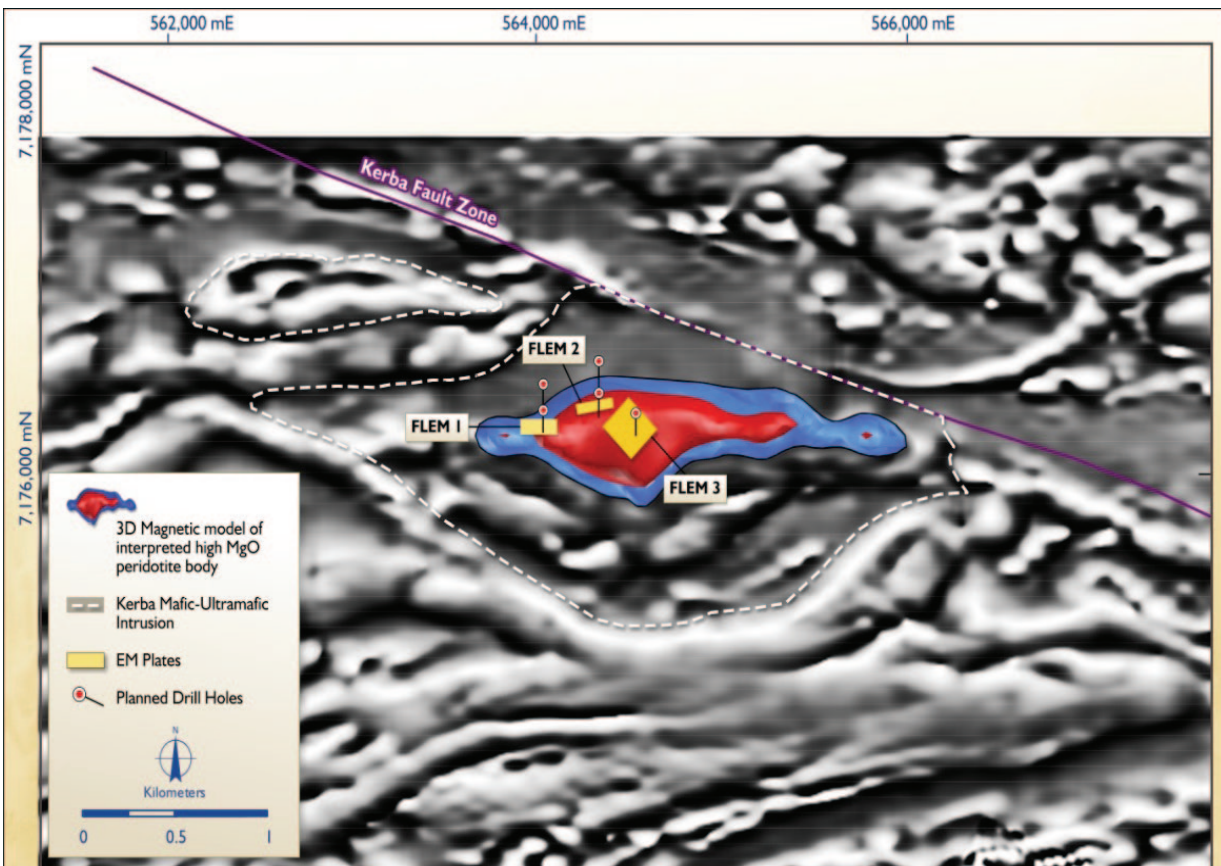 562,000 mE
564,000 mE
566,000 mE
7,178,000 mN
Kerba Fault Zone
FLEM 2
FLEM 1
FLEM 3
7,176,000 mN
3D Magnetic model of
interpreted high MgO
peridotite body
Kerba Mafic-Ultramafic
Intrusion
EM Plates
Planned Drill Holes
N
Kilometers
0 0.5 1